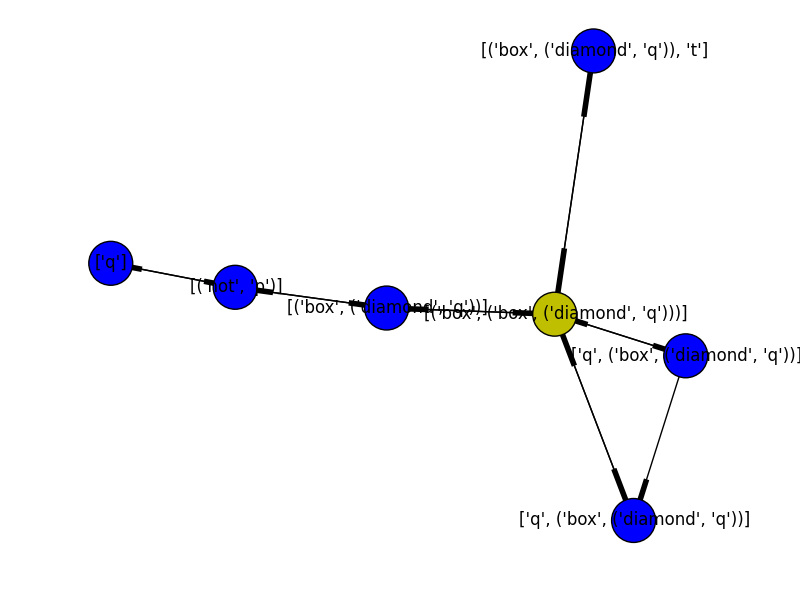 [('box', ('diamond', 'q')), 't']
['q']
[('not', 'p')]
[('box', ('diamond', 'q'))]
[('box', ('box', ('diamond', 'q')))]
['q', ('box', ('diamond', 'q'))]
['q', ('box', ('diamond', 'q'))]